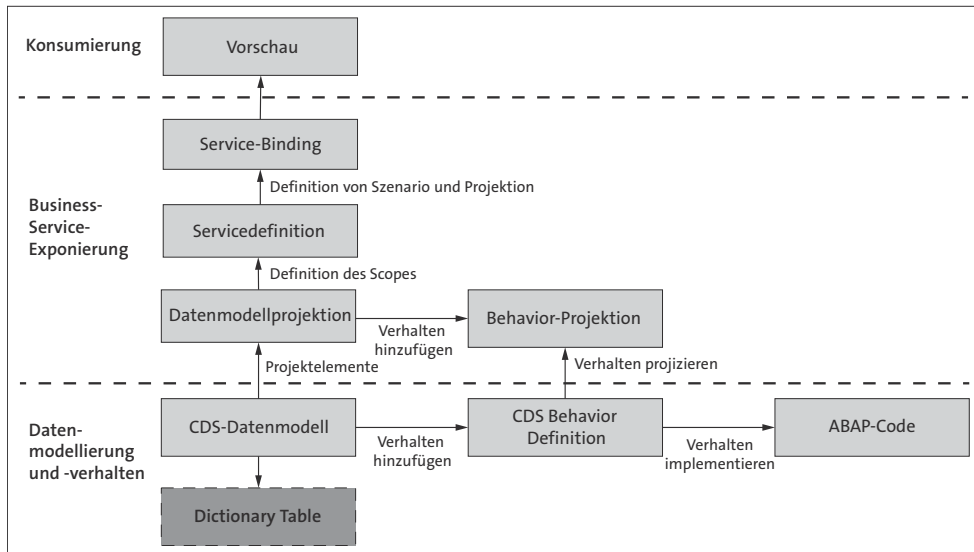 Konsumierung
Vorschau
Service-Binding
Definition von Szenario und Projektion
Business-
Service-
Exponierung
Servicedefinition
Definition des Scopes
Datenmodellprojektion
Verhalten
hinzufügen
Behavior-Projektion
Projektelemente
Verhalten projizieren
Daten-
modellierung
und -verhalten
CDS-Datenmodell
Verhalten
hinzufügen
CDS Behavior
Definition
Verhalten
implementieren
ABAP-Code
Dictionary Table